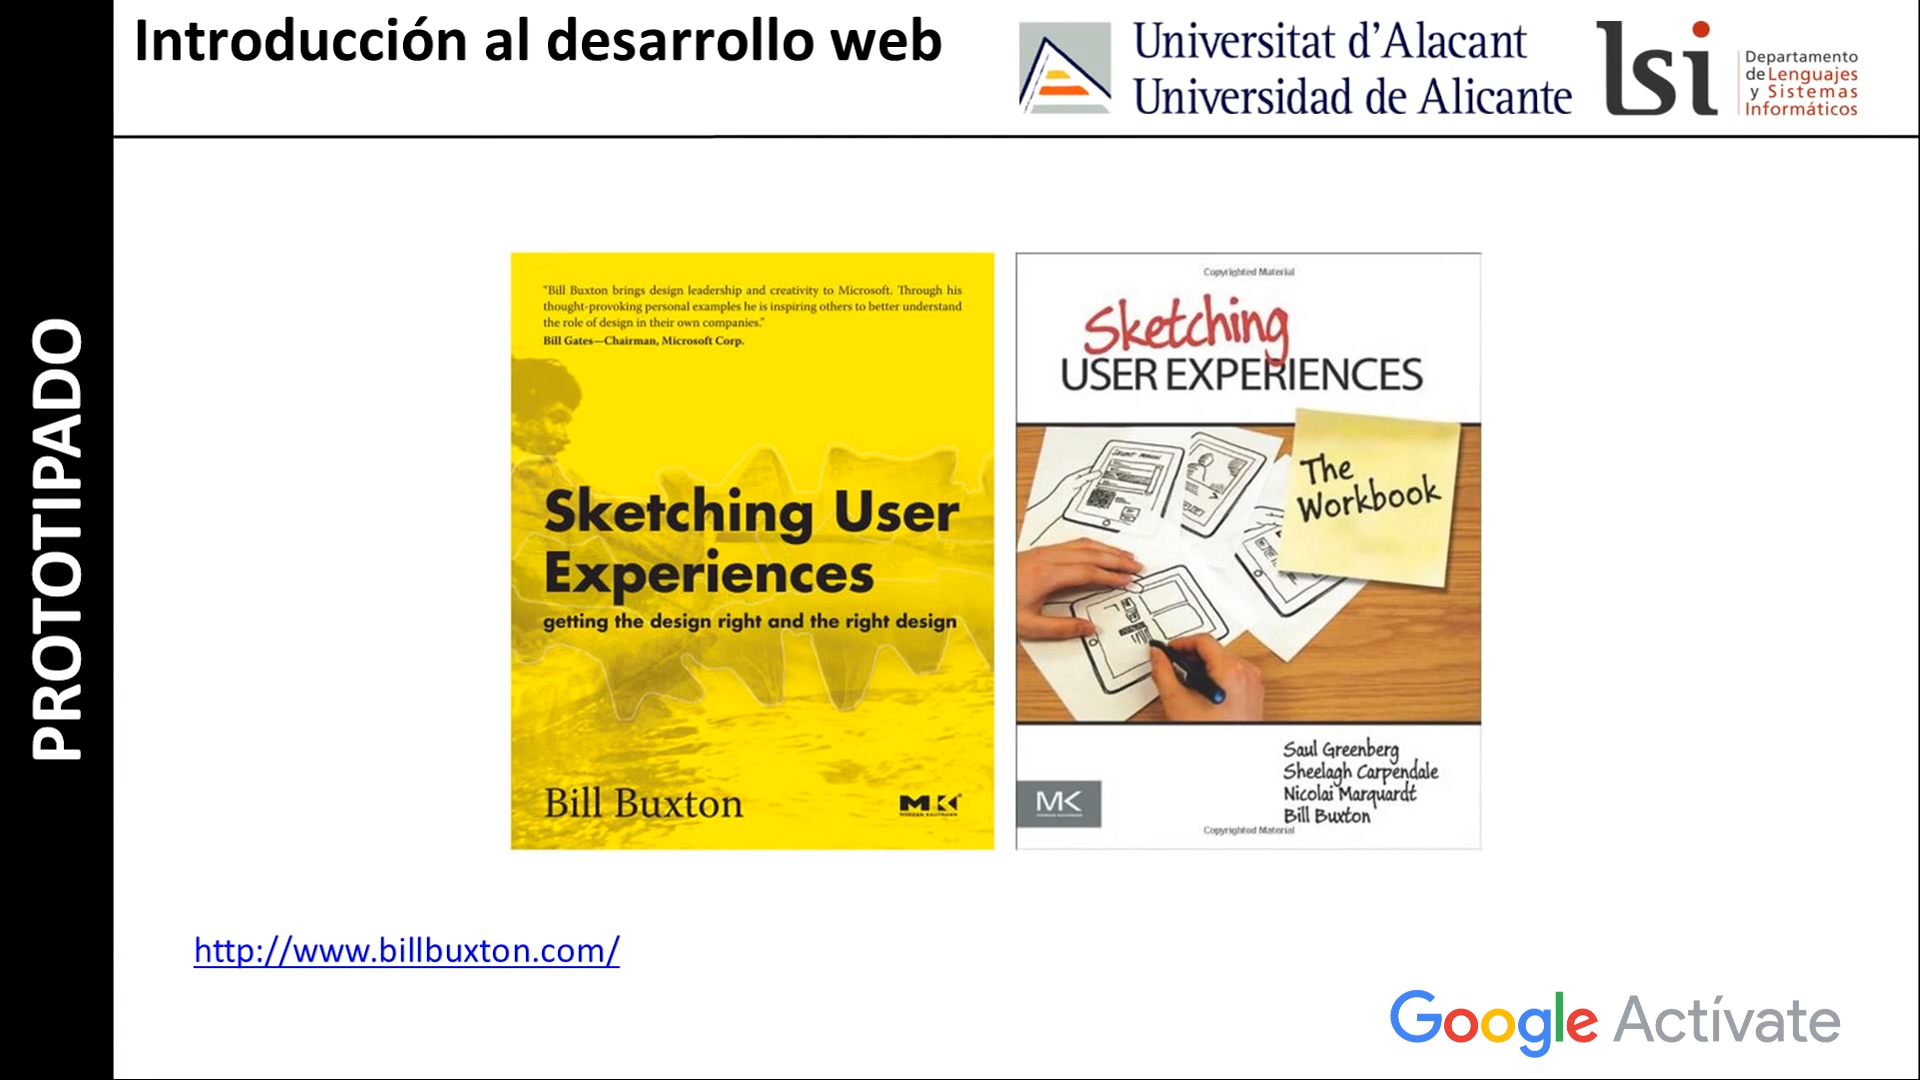 Introducción al desarrollo web
Universitat d'Alacant
Universidad de Alicante
lsi
Departamento
de Lenguajes
y Sistemas
Informáticos
PROTOTIPADO
"Bill Buxton brings design leadership and creativity to Microsoft. Through his
thought-provoking personal examples he is inspiring others to better understand
the role of design in their own companies."
Bill Gates—Chairman, Microsoft Corp.
Sketching User
Experiences
getting the design right and the right design
Bill Buxton
MK
MORGAN KAUFMANN
Copyrighted Material
Sketching
USER EXPERIENCES
The
Workbook
Saul Greenberg
Sheelagh Carpendale
Nicolai Marquardt
Bill Buxton
MK
MORGAN KAUFMANN
Copyrighted Material
http://www.billbuxton.com/
Google Actívate